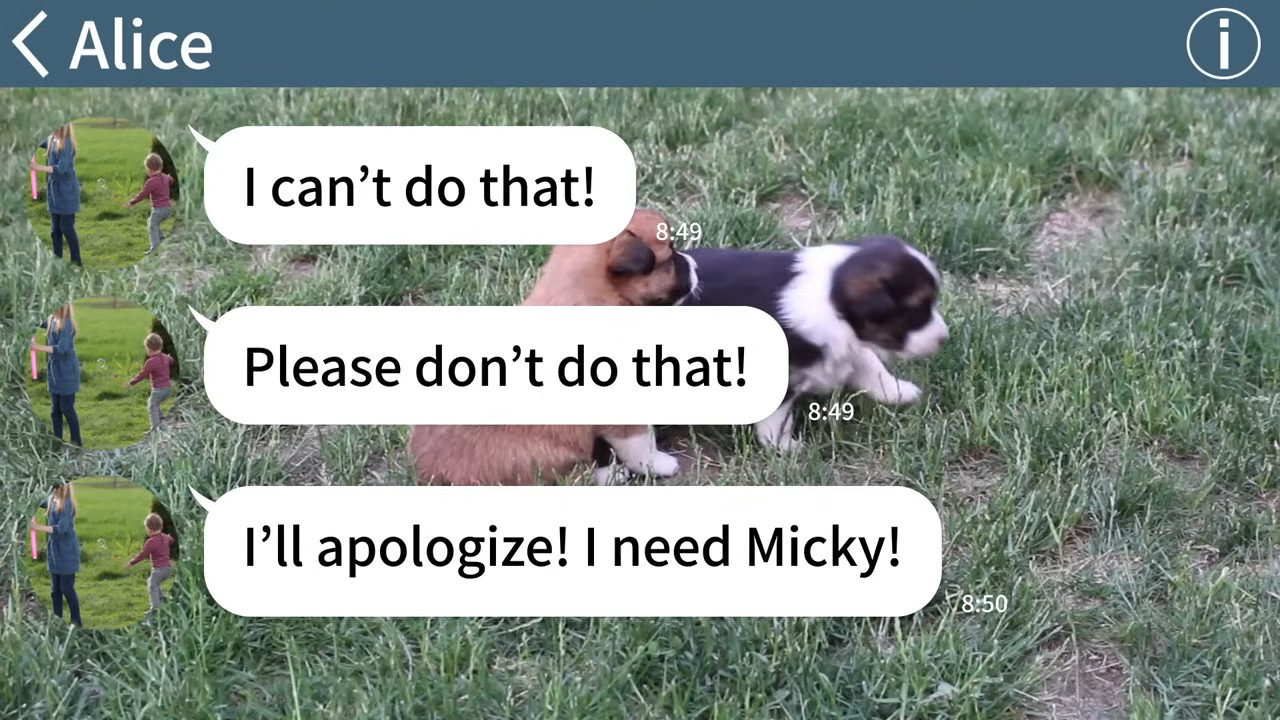 Alice
i
I can’t do that!
8:49
Please don’t do that!
8:49
I’ll apologize! I need Micky!
8:50